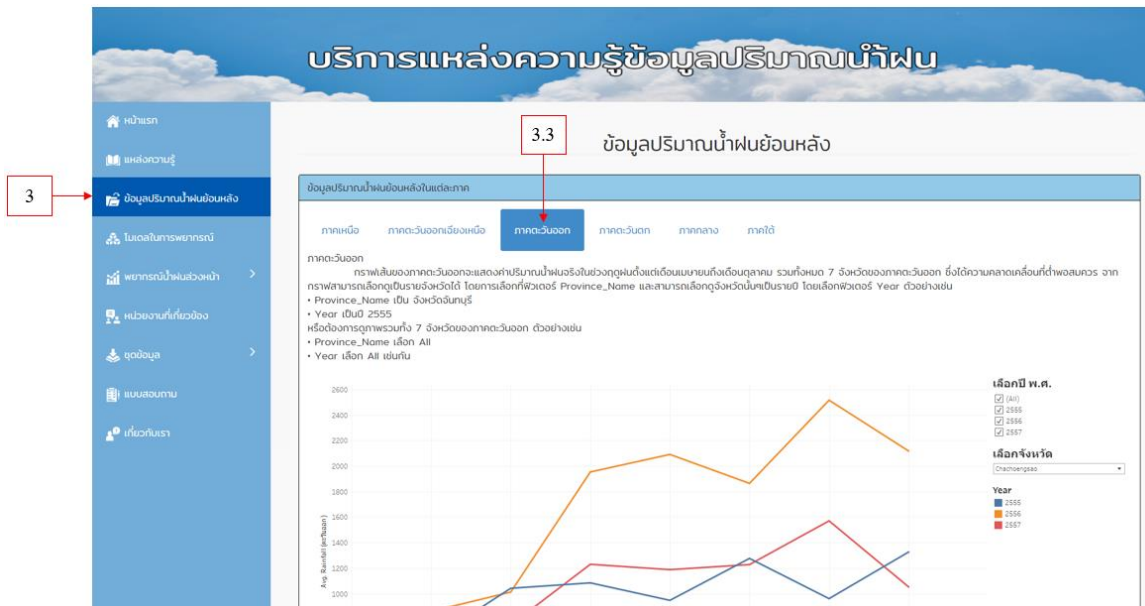 บริการแหล่งความรู้ข้อมูลปริมาณน้ำฝน
หน้าแรก
แหล่งความรู้
3
ข้อมูลปริมาณน้ำฝนย้อนหลัง
โมเดลในการพยากรณ์
พยากรณ์น้ำฝนล่วงหน้า
หน่วยงานที่เกี่ยวข้อง
ชุดข้อมูล
แบบสอบถาม
เกี่ยวกับเรา
3.3
ข้อมูลปริมาณน้ำฝนย้อนหลัง
ข้อมูลปริมาณน้ำฝนย้อนหลังในแต่ละภาค
ภาคเหนือ ภาคตะวันออกเฉียงเหนือ ภาคตะวันออก ภาคตะวันตก ภาคกลาง ภาคใต้
ภาคตะวันออก
กราฟเส้นของภาคตะวันออกจะแสดงค่าปริมาณน้ำฝนจริงในช่วงฤดูฝนตั้งแต่เดือนเมษายนถึงเดือนตุลาคม รวมทั้งหมด 7 จังหวัดของภาคตะวันออก ซึ่งได้ความคลาดเคลื่อนที่ต่ำพอสมควร จาก
กราฟสามารถเลือกดูเป็นรายจังหวัดได้ โดยการเลือกที่ฟิวเตอร์ Province_Name และสามารถเลือกดูจังหวัดนั้นๆเป็นรายปี โดยเลือกฟิวเตอร์ Year ตัวอย่างเช่น
• Province_Name เป็น จังหวัดจันทบุรี
• Year เป็นปี 2555
หรือต้องการดูภาพรวมทั้ง 7 จังหวัดของภาคตะวันออก ตัวอย่างเช่น
• Province_Name เลือก All
• Year เลือก All เช่นกัน
2600
2400
2200
2000
1800
1600
1400
1200
1000
Avg. Rainfall (ตะวันออก)
เลือกปี พ.ศ.
(All)
2555
2556
2557
เลือกจังหวัด
Chachoengsao
Year
2555
2556
2557